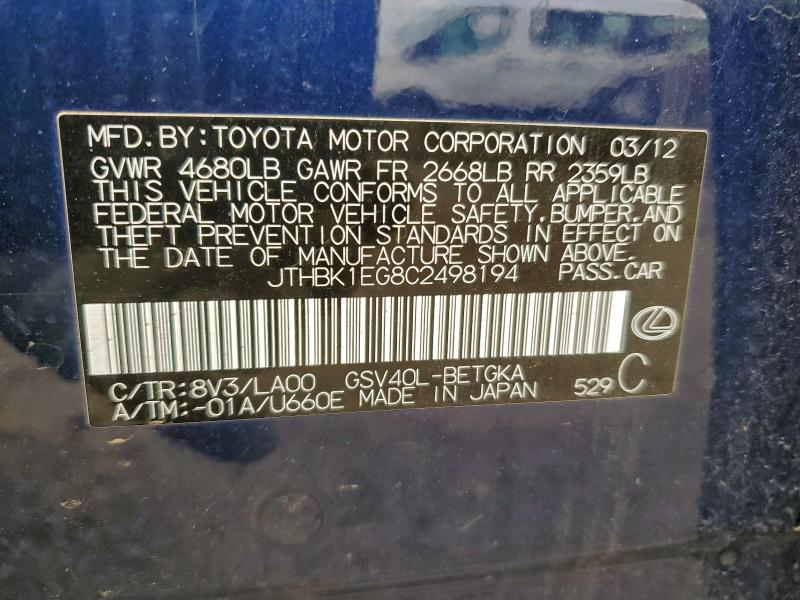 MFD.BY:TOYOTA MOTOR CORPORATION 03/12
GVWR 4680LB GAWR FR 2668LB RR 2359LB
THIS VEHICLE CONFORMS TO ALL APPLICABLE
FEDERAL MOTOR VEHICLE SAFETY,BUMPER,AND
THEFT PREVENTION STANDARDS IN EFFECT ON
THE DATE OF MANUFACTURE SHOWN ABOVE.
JTHBK1EG8C2498194 PASS.CAR
C/TR:8V3/LA00 GSV40L-BETGKA
A/TM:-01A/U660E MADE IN JAPAN 529 C